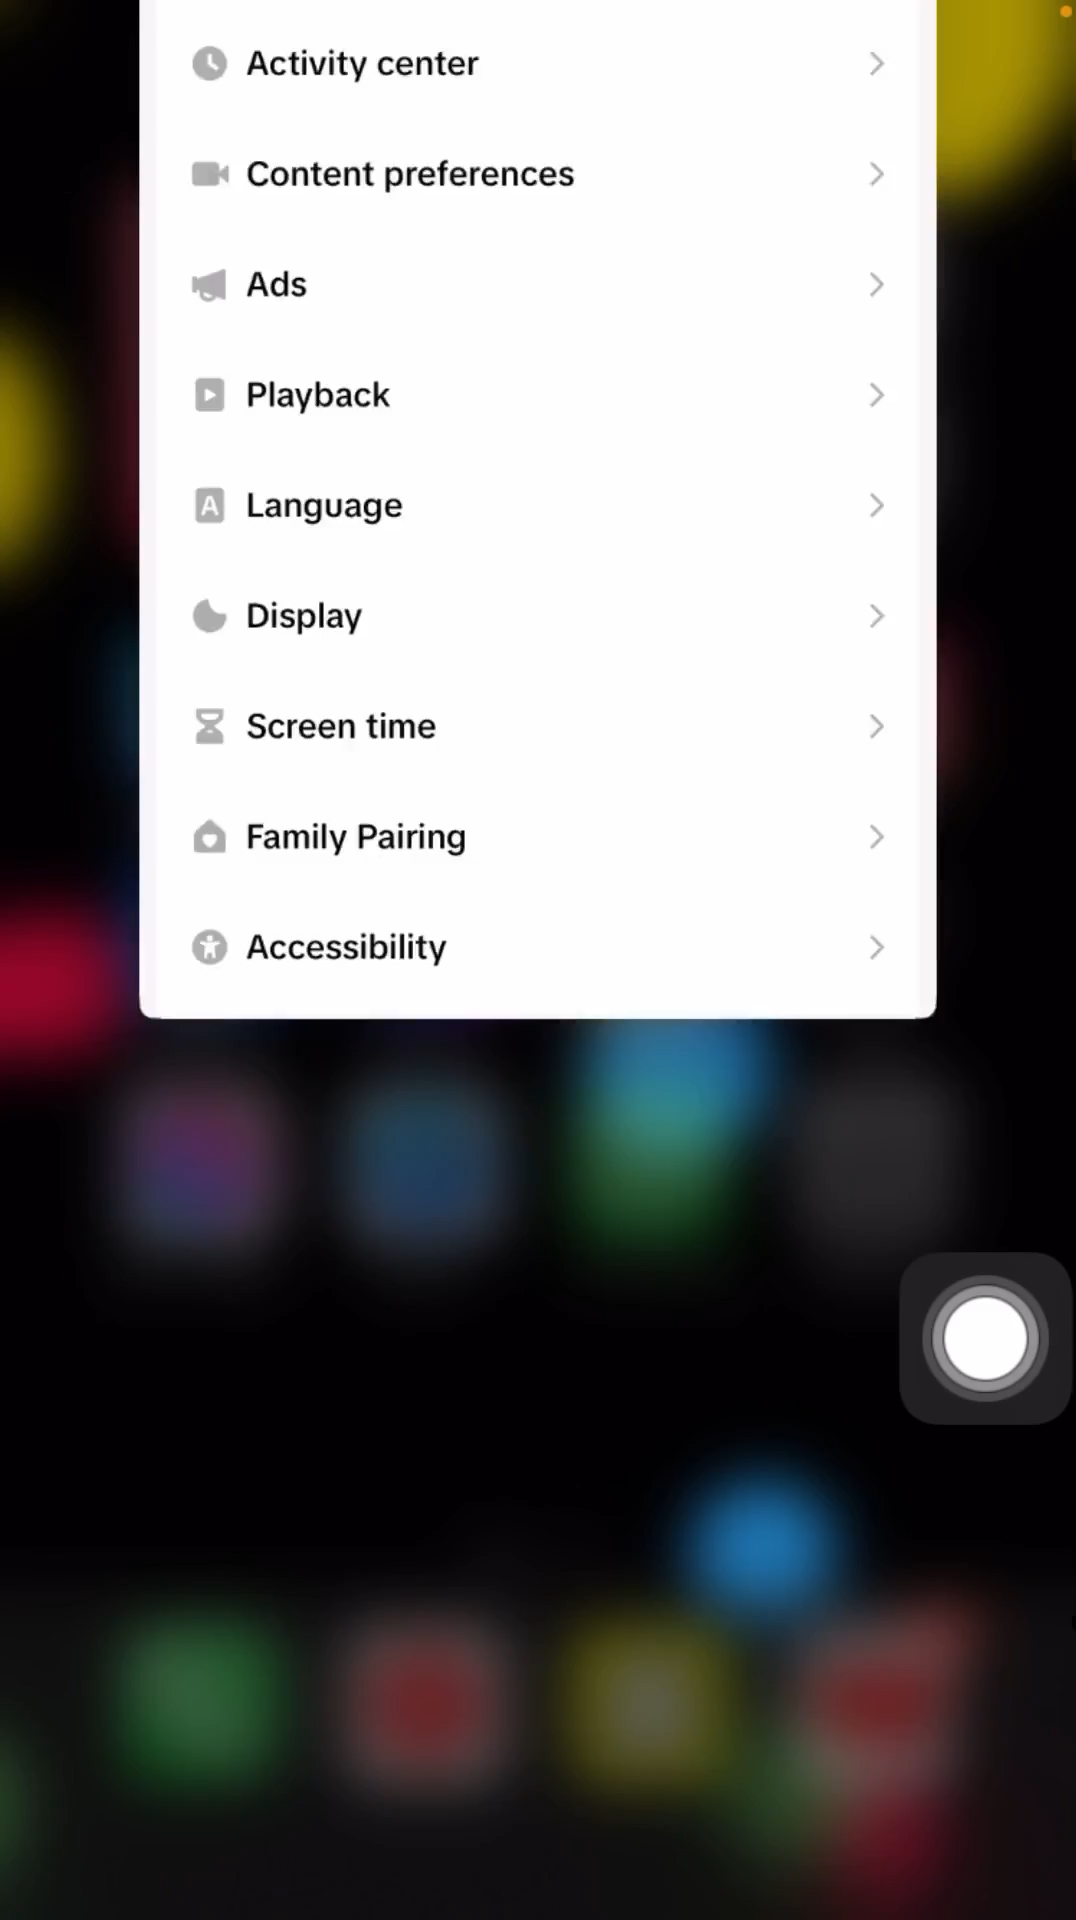 Activity center
Content preferences
Ads
Playback
Language
Display
Screen time
Family Pairing
Accessibility